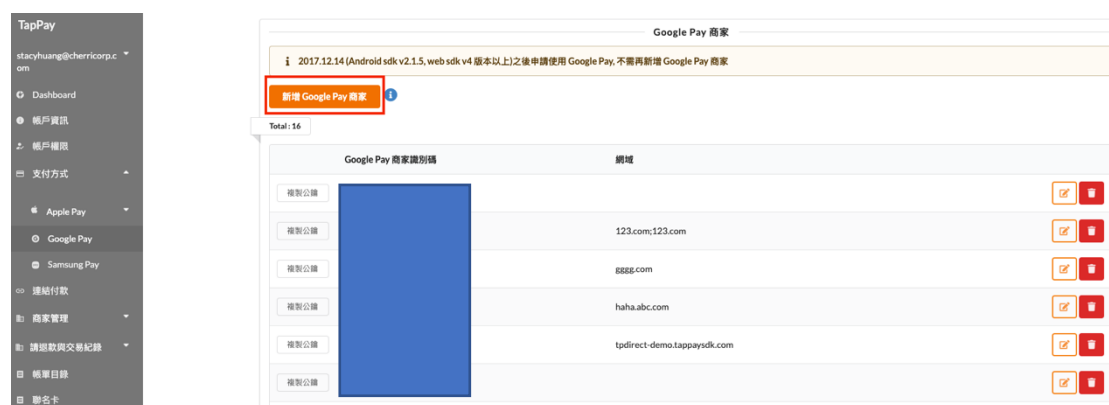 TapPay
stacyhuang@cherricorp.c
om
Dashboard
帳戶資訊
帳戶權限
支付方式
Apple Pay
Google Pay
Samsung Pay
連結付款
商家管理
請退款與交易紀錄
帳單目錄
聯名卡
Google Pay 商家
2017.12.14 (Android sdk v2.1.5, web sdk v4 版本以上)之後申請使用 Google Pay, 不需再新增 Google Pay 商家
新增 Google Pay 商家
Total : 16
Google Pay 商家識別碼 網域
複製公鑰
複製公鑰 123.com;123.com
複製公鑰 gggg.com
複製公鑰 haha.abc.com
複製公鑰 tpdirect-demo.tappaysdk.com
複製公鑰